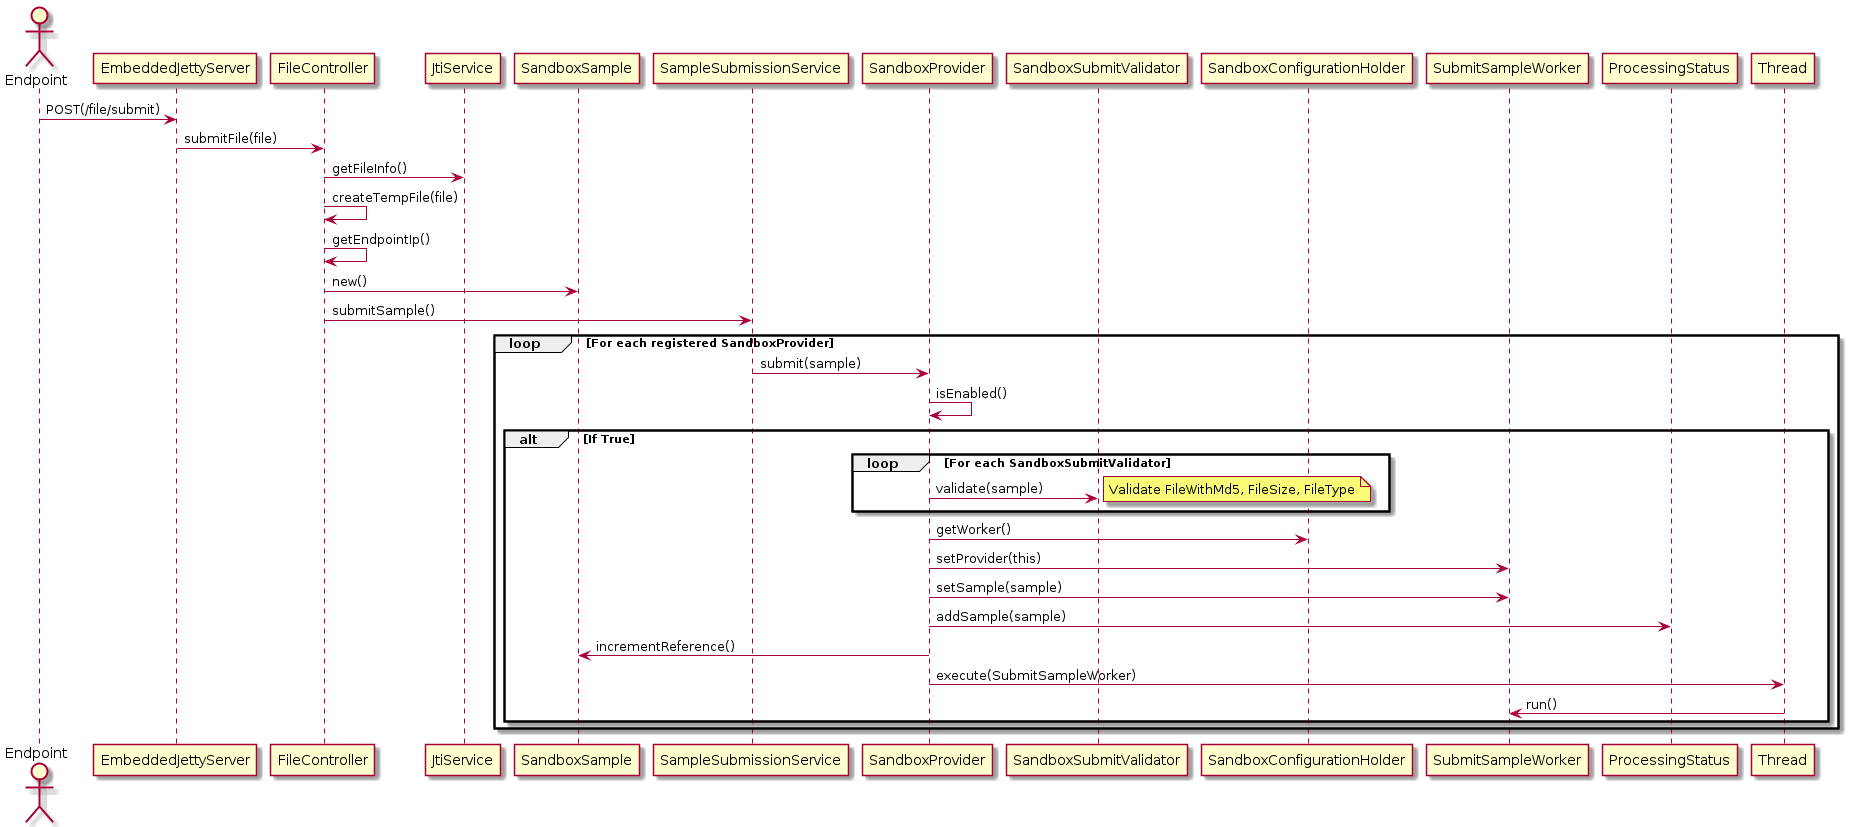 Endpoint
EmbeddedJettyServer
FileController
JtiService
SandboxSample
SampleSubmissionService
SandboxProvider
SandboxSubmitValidator
SandboxConfigurationHolder
SubmitSampleWorker
ProcessingStatus
Thread
POST(/file/submit)
submitFile(file)
getFileInfo()
createTempFile(file)
getEndpointIp()
new()
submitSample()
loop [For each registered SandboxProvider]
submit(sample)
isEnabled()
alt [If True]
loop [For each SandboxSubmitValidator]
validate(sample)
Validate FileWithMd5, FileSize, FileType
getWorker()
setProvider(this)
setSample(sample)
addSample(sample)
incrementReference()
execute(SubmitSampleWorker)
run()
Endpoint
EmbeddedJettyServer
FileController
JtiService
SandboxSample
SampleSubmissionService
SandboxProvider
SandboxSubmitValidator
SandboxConfigurationHolder
SubmitSampleWorker
ProcessingStatus
Thread